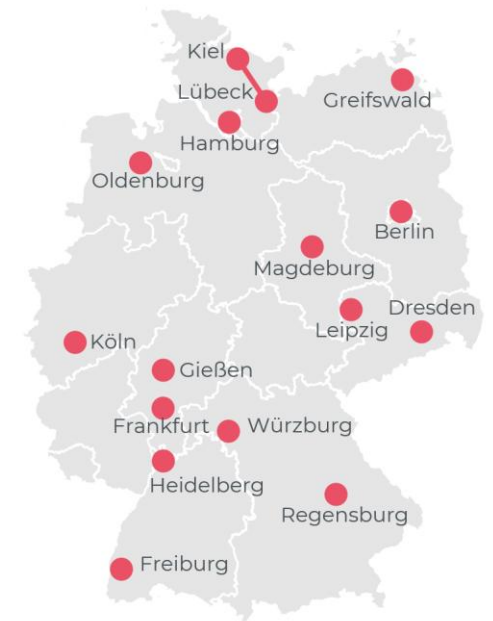 Kiel
Lübeck
Greifswald
Hamburg
Oldenburg
Berlin
Magdeburg
Dresden
Leipzig
Köln
Gießen
Frankfurt
Würzburg
Heidelberg
Regensburg
Freiburg